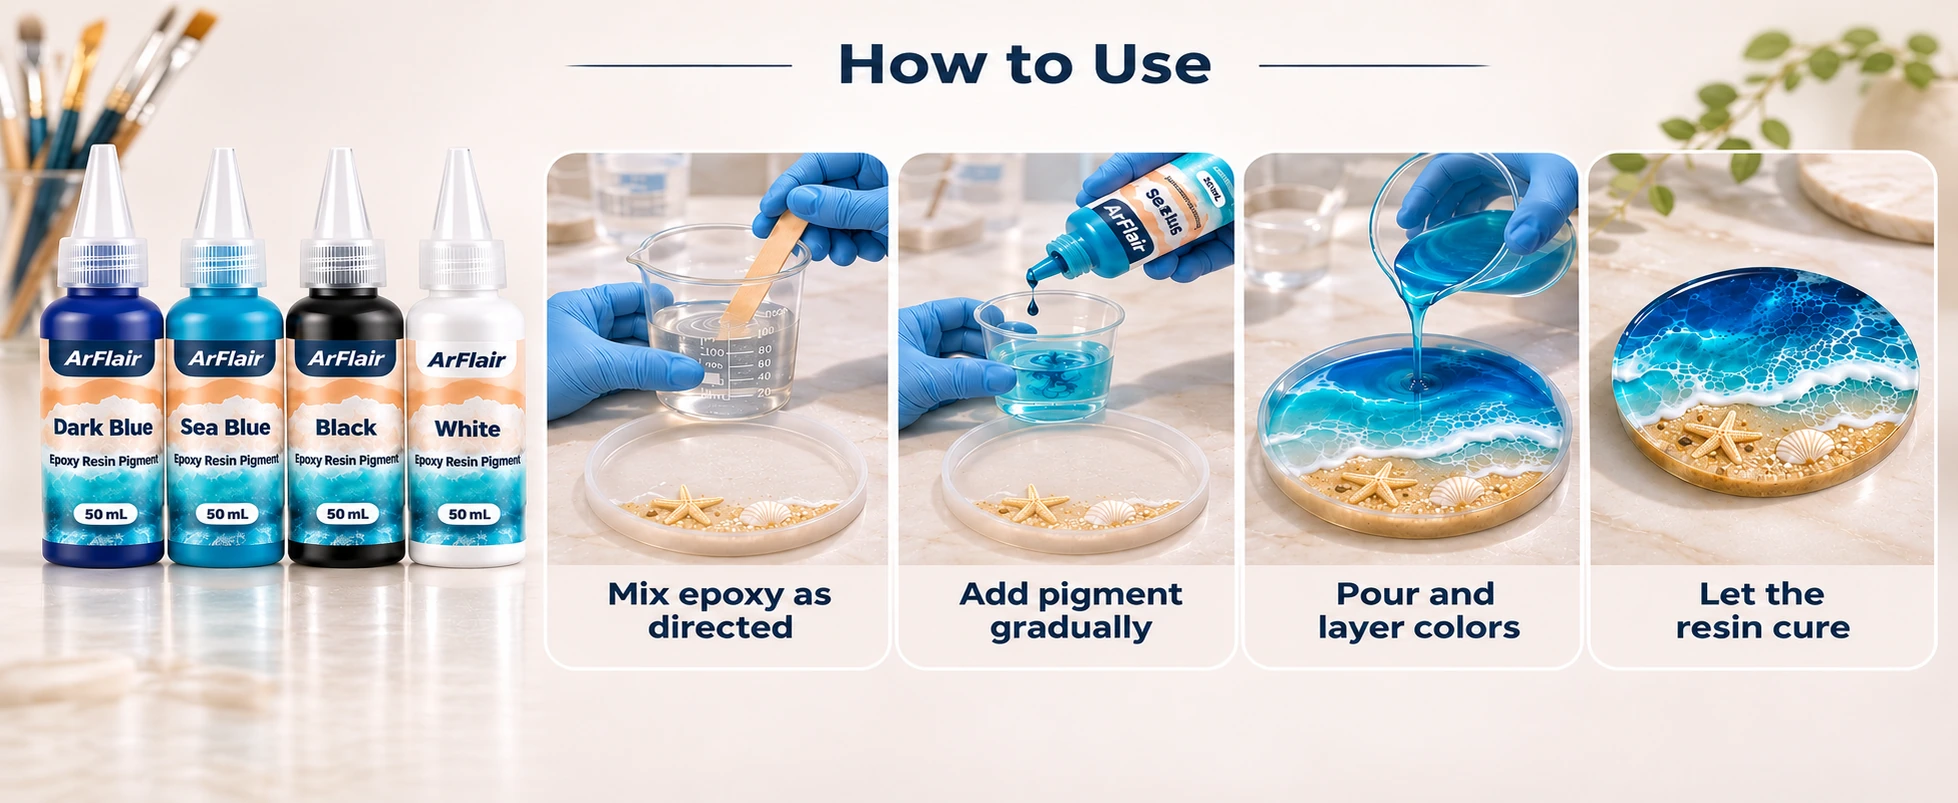 How to Use
ArFlair
Dark Blue
Epoxy Resin Pigment
50 mL
ArFlair
Sea Blue
Epoxy Resin Pigment
50 mL
ArFlair
Black
Epoxy Resin Pigment
50 mL
ArFlair
White
Epoxy Resin Pigment
50 mL
100
80
60
40
20
Mix epoxy as
directed
ArFlair
Add pigment
gradually
Pour and
layer colors
Let the
resin cure